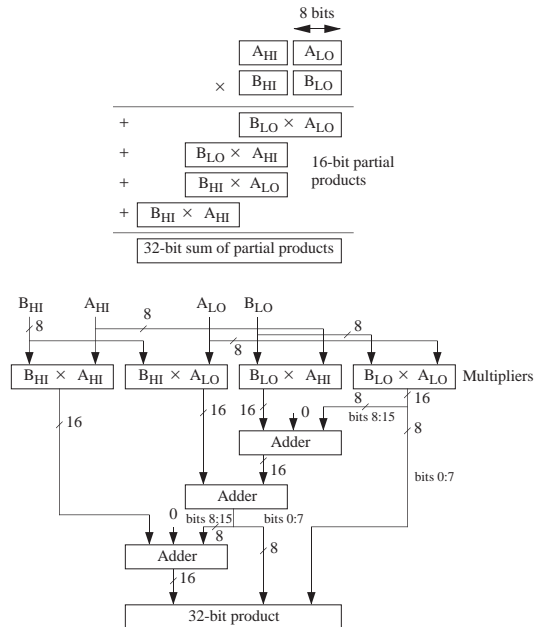 8 bits
A_HI A_LO
× B_HI B_LO
+ B_LO × A_LO
+ B_LO × A_HI
16-bit partial
+ B_HI × A_LO
products
+ B_HI × A_HI
32-bit sum of partial products
B_HI A_HI A_LO B_LO
8 8 8 8
B_HI × A_HI B_HI × A_LO B_LO × A_HI B_LO × A_LO Multipliers
16 16 16 0 8 16
bits 8:15 8
Adder
16
bits 0:7
Adder
0 bits 8:15 bits 0:7
8 8
Adder
16
32-bit product